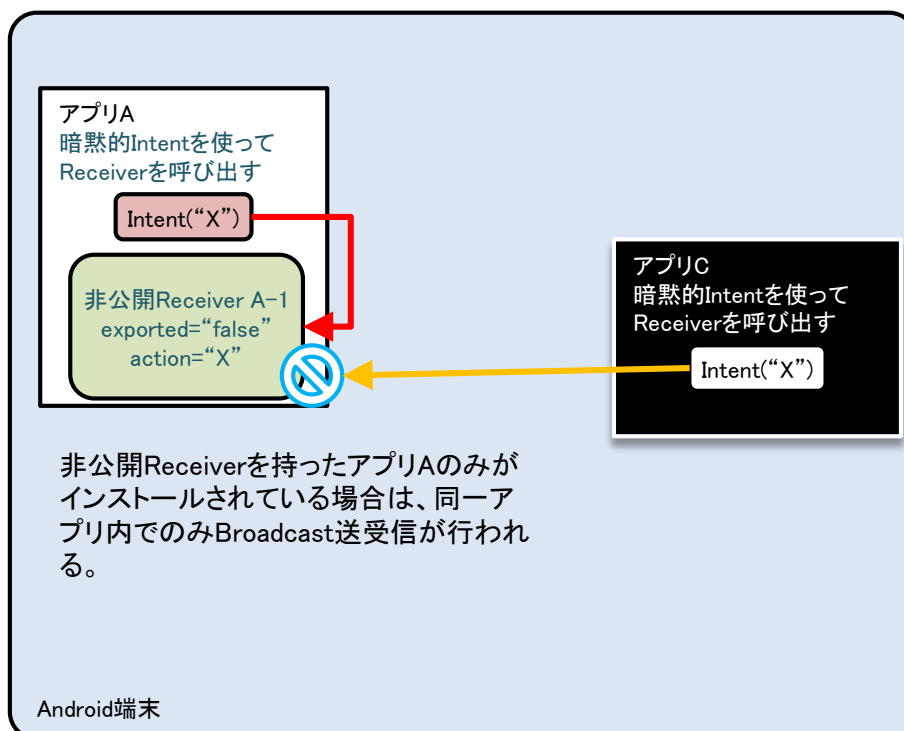 アプリA
暗黙的Intentを使って
Receiverを呼び出す
Intent(“X”)
非公開Receiver A-1
exported=“false”
action=“X”
アプリC
暗黙的Intentを使って
Receiverを呼び出す
Intent(“X”)
非公開Receiverを持ったアプリAのみが
インストールされている場合は、同一ア
プリ内でのみBroadcast送受信が行われ
る。
Android端末